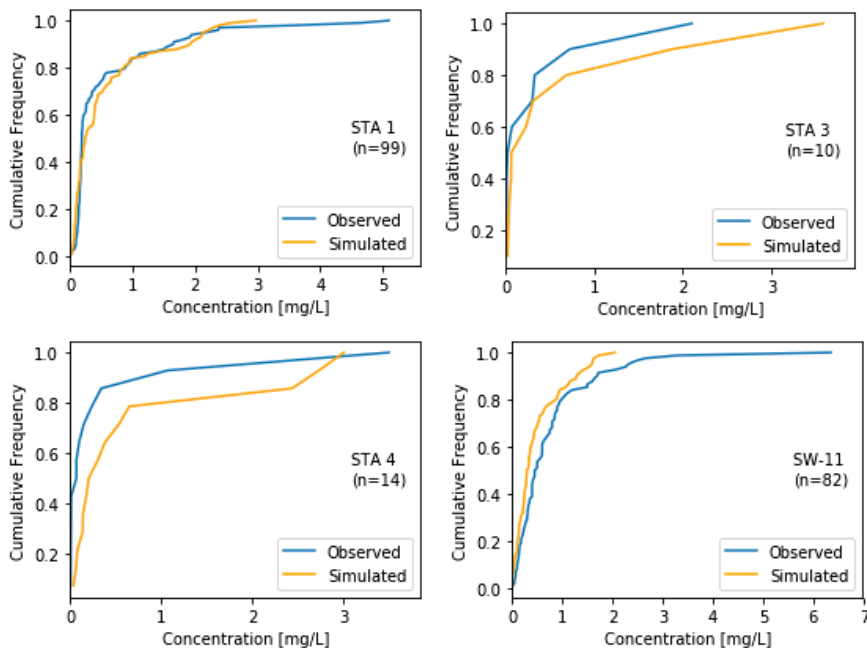 1.0
0.8
0.6
0.4
0.2
0.0
Cumulative Frequency
STA 1
(n=99)
Observed
Simulated
0
1
2
3
4
5
Concentration [mg/L]
1.0
0.8
0.6
0.4
0.2
Cumulative Frequency
STA 3
(n=10)
Observed
Simulated
0
1
2
3
Concentration [mg/L]
1.0
0.8
0.6
0.4
0.2
Cumulative Frequency
STA 4
(n=14)
Observed
Simulated
0
1
2
3
Concentration [mg/L]
1.0
0.8
0.6
0.4
0.2
0.0
Cumulative Frequency
SW-11
(n=82)
Observed
Simulated
0
1
2
3
4
5
6
7
Concentration [mg/L]